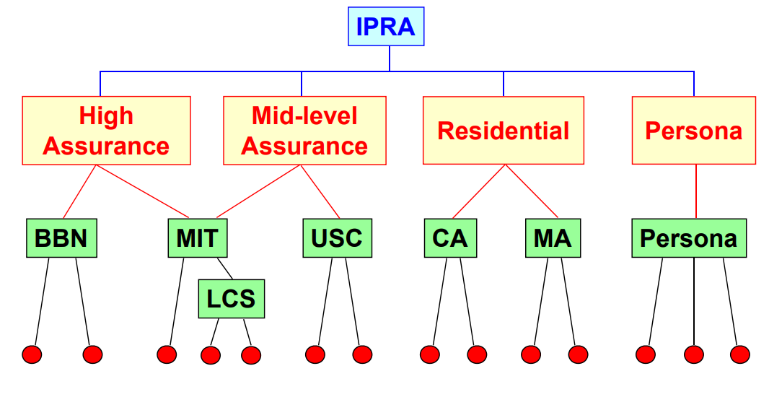 IPRA
High
Assurance
Mid-level
Assurance
Residential
Persona
BBN
MIT
USC
CA
MA
Persona
LCS